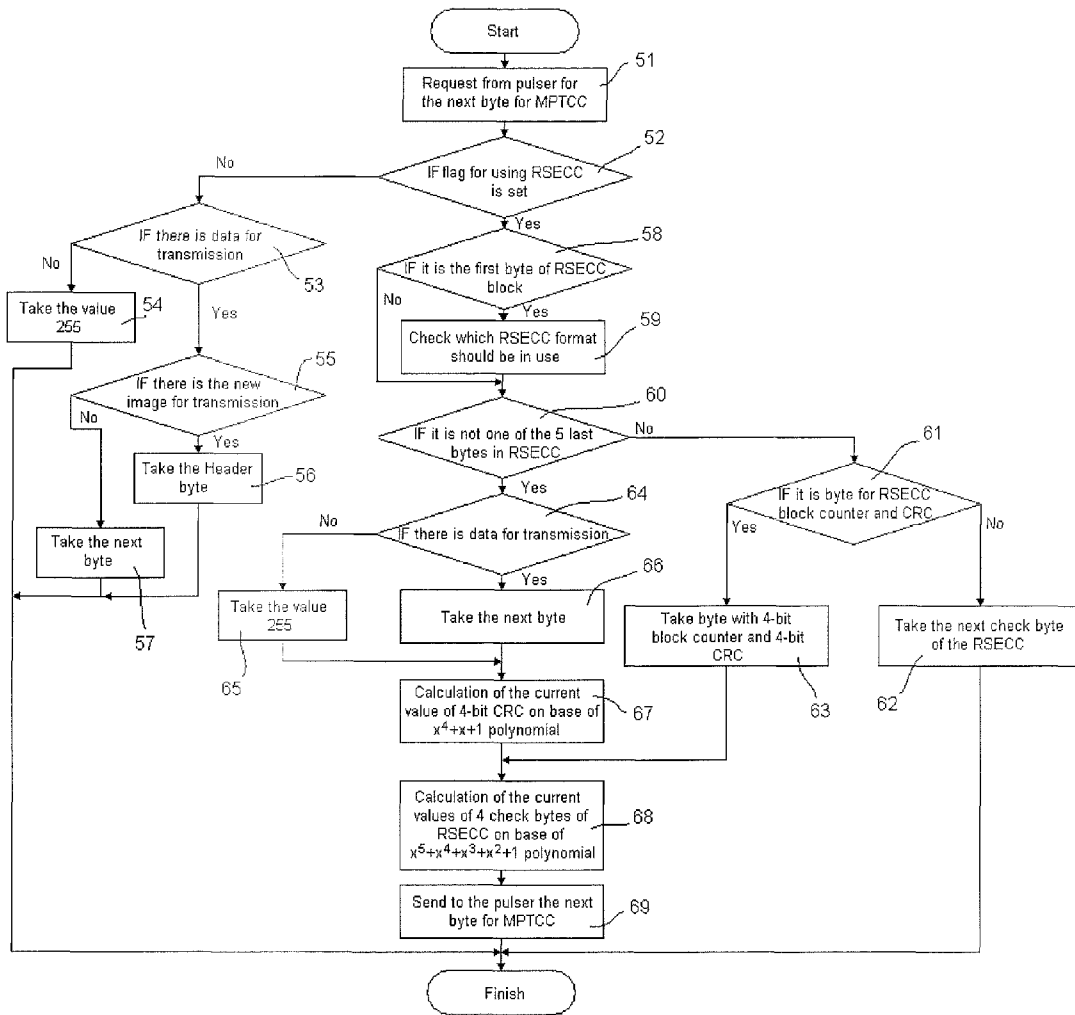 Start
51
Request from pulser for
the next byte for MPTCC
52
No
IF flag for using RSECC
is set
Yes
58
IF there is data for
transmission
53
IF it is the first byte of RSECC
block
No
No
Yes
54
Take the value
255
Yes
59
Check which RSECC format
should be in use
55
IF there is the new
image for transmission
No
Yes
60
IF it is not one of the 5 last
bytes in RSECC
No
61
Take the Header
byte
56
Yes
64
IF it is byte for RSECC
block counter and CRC
Yes
No
No
IF there is data for transmission
Take the next
byte
57
Yes
66
Take the value
255
65
Take the next byte
Take byte with 4-bit
block counter and 4-bit
CRC
63
Take the next check byte
of the RSECC
62
Calculation of the current
value of 4-bit CRC on base of
x⁴+x+1 polynomial
67
Calculation of the current
values of 4 check bytes of
RSECC on base of
x⁵+x⁴+x³+x²+1 polynomial
68
Send to the pulser the next
byte for MPTCC
69
Finish